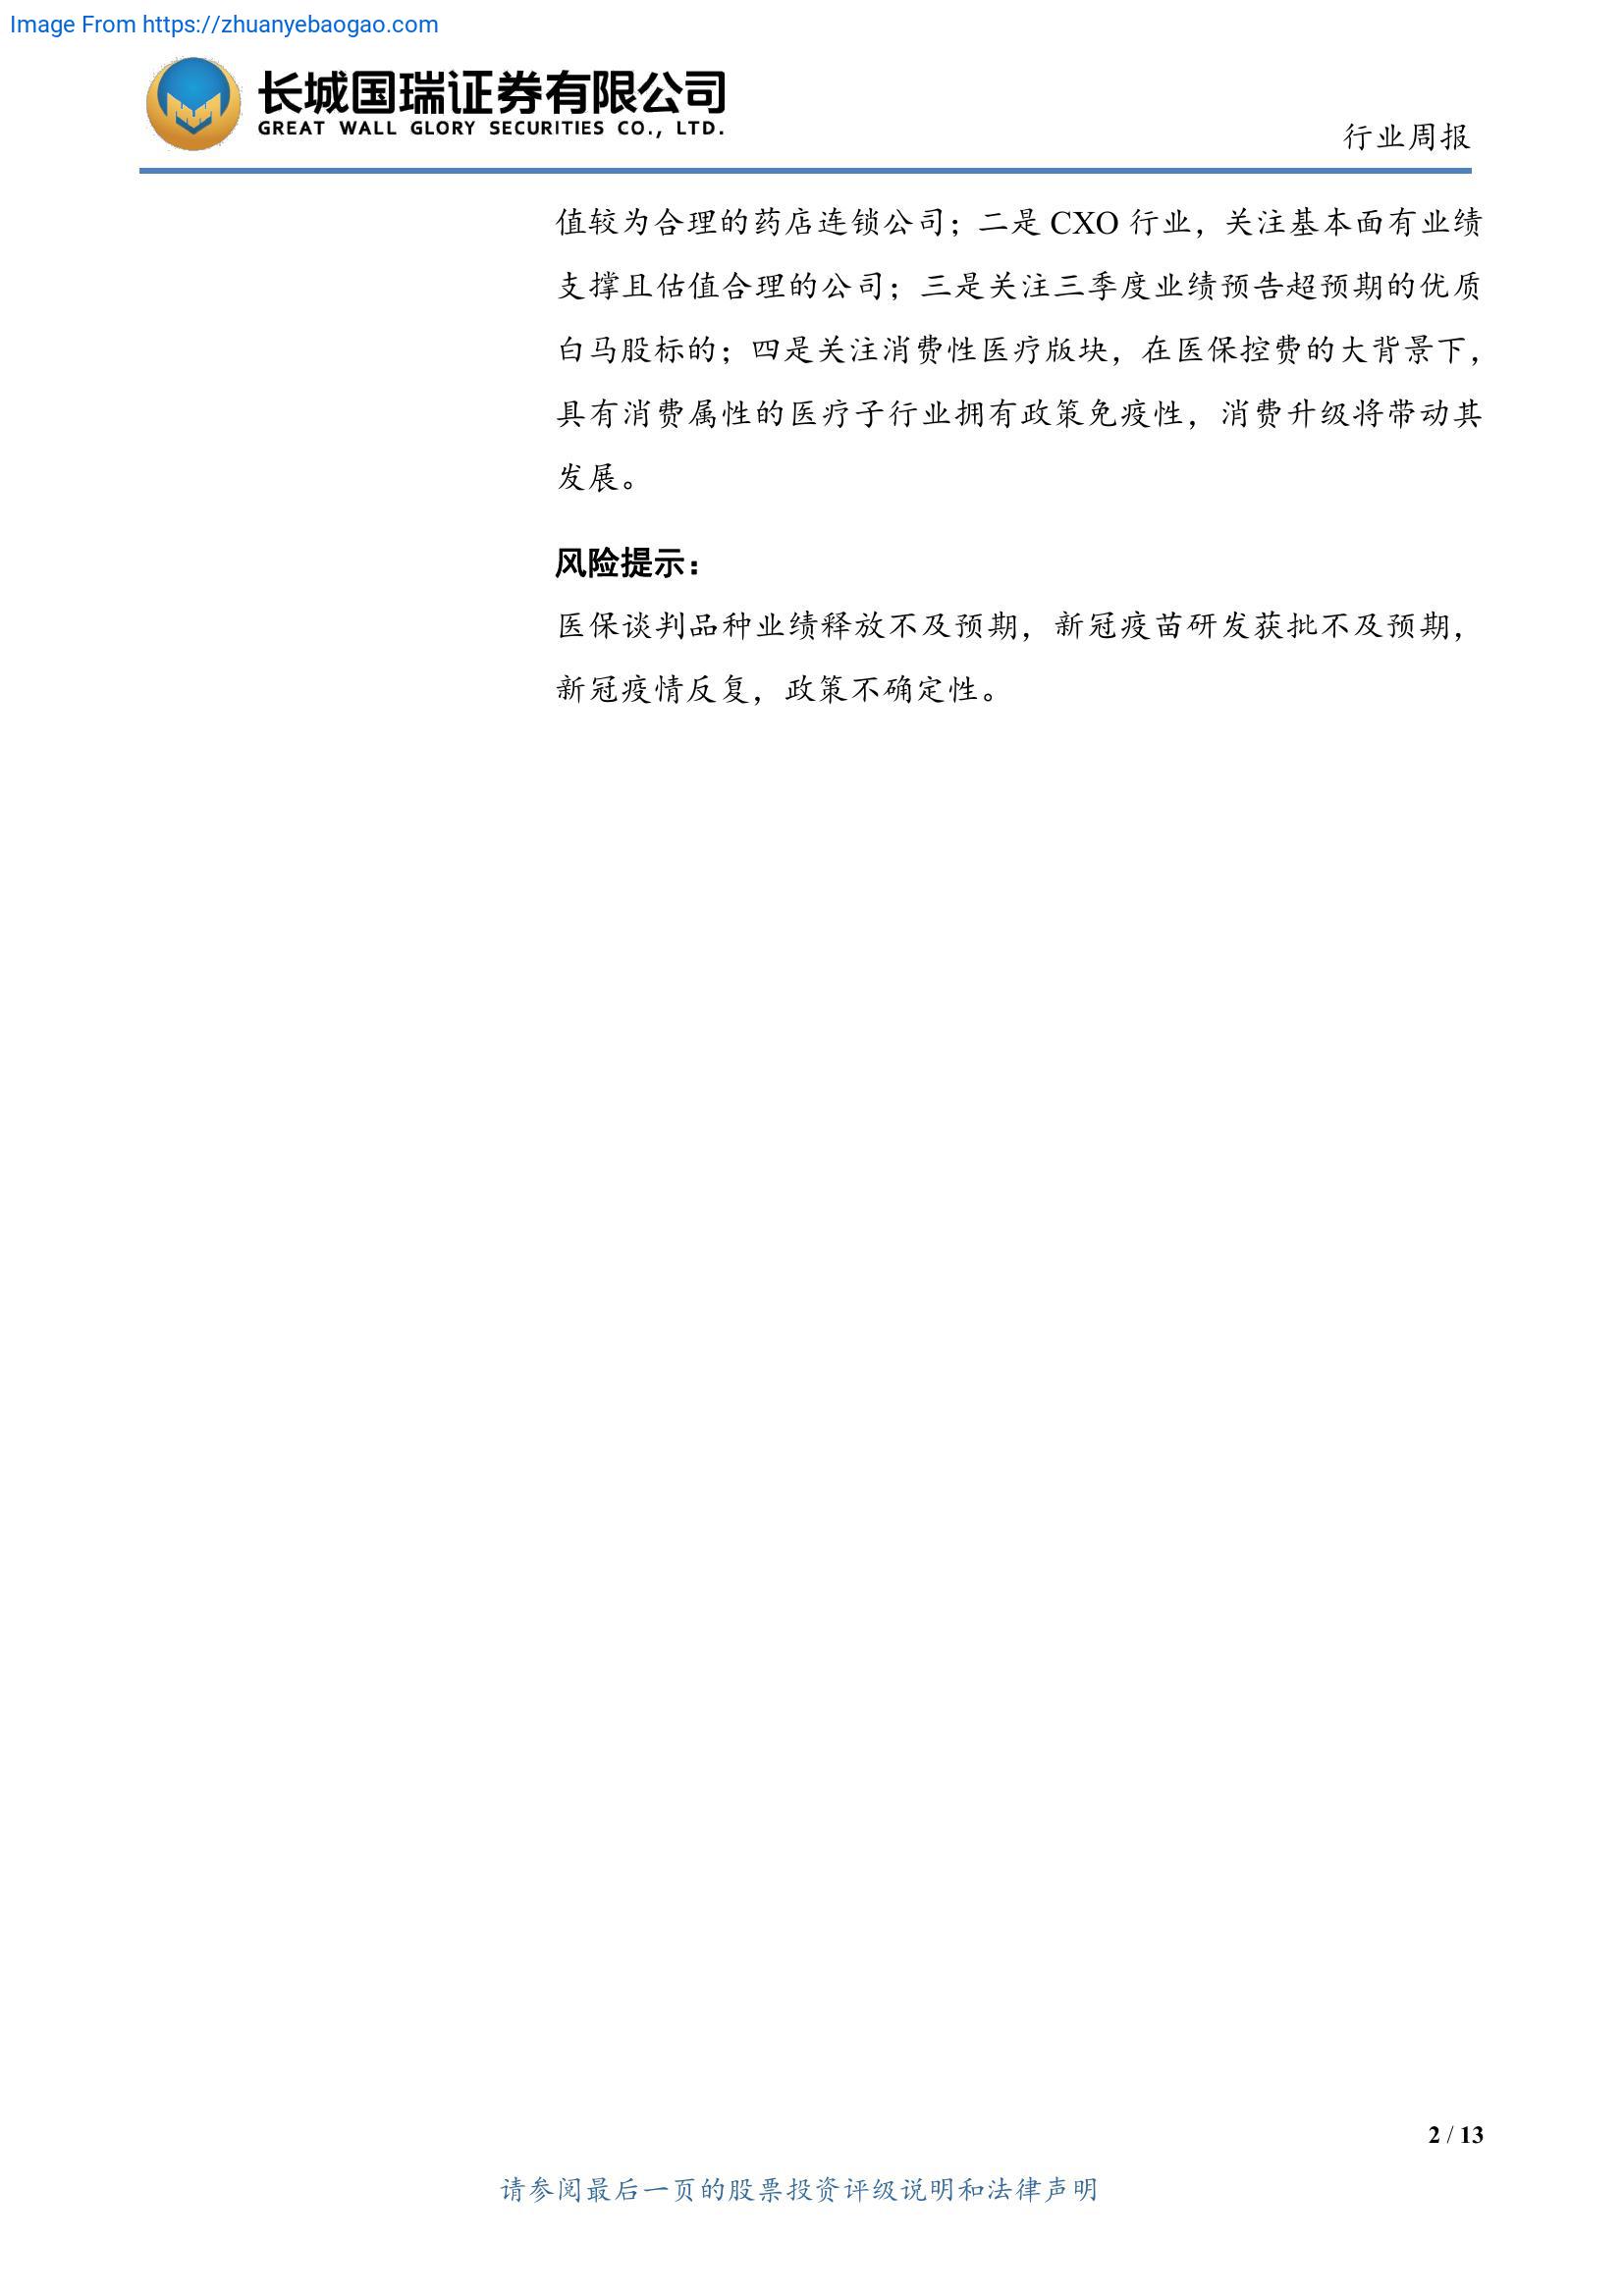 Image From https://zhuanyebaogao.com
长城国瑞证券有限公司
GREAT WALL GLORY SECURITIES CO., LTD.
行业周报
值较为合理的药店连锁公司；二是 CXO 行业，关注基本面有业绩
支撑且估值合理的公司；三是关注三季度业绩预告超预期的优质
白马股标的；四是关注消费性医疗版块，在医保控费的大背景下，
具有消费属性的医疗子行业拥有政策免疫性，消费升级将带动其
发展。
风险提示：
医保谈判品种业绩释放不及预期，新冠疫苗研发获批不及预期，
新冠疫情反复，政策不确定性。
2 / 13
请参阅最后一页的股票投资评级说明和法律声明